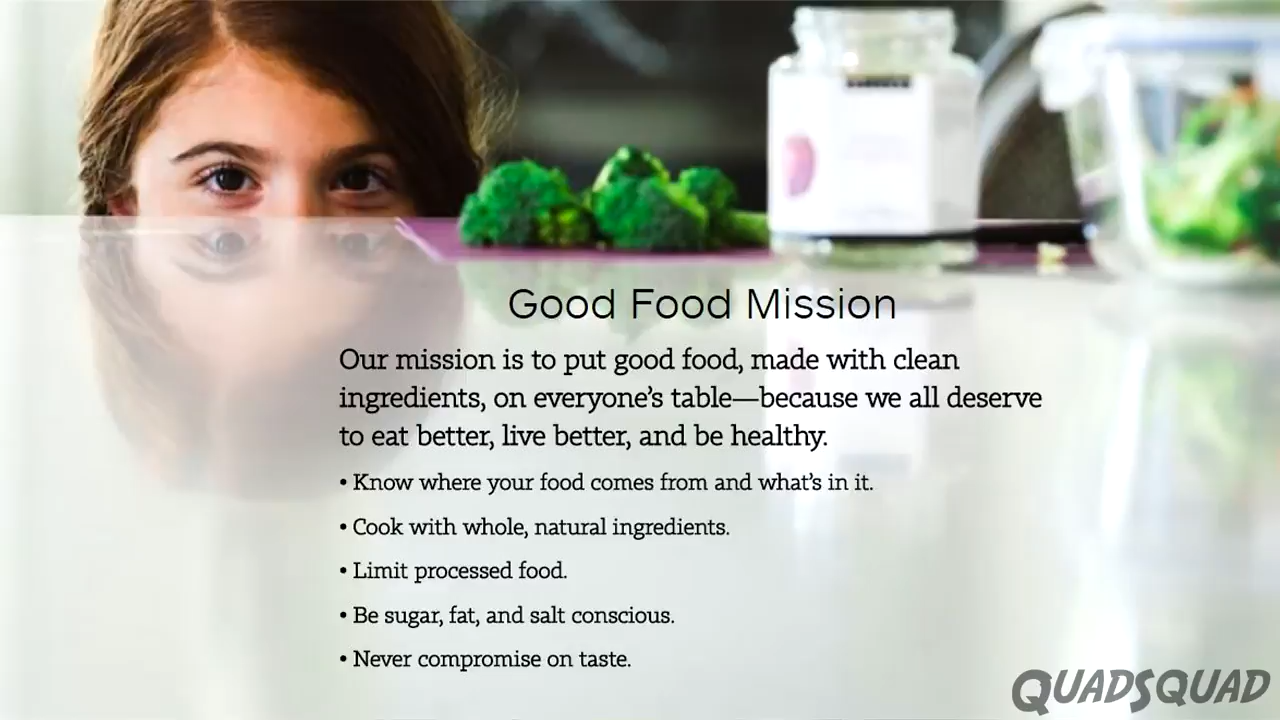 Good Food Mission
Our mission is to put good food, made with clean
ingredients, on everyone's table—because we all deserve
to eat better, live better, and be healthy.
• Know where your food comes from and what's in it.
• Cook with whole, natural ingredients.
• Limit processed food.
• Be sugar, fat, and salt conscious.
• Never compromise on taste.
QUADSQUAD